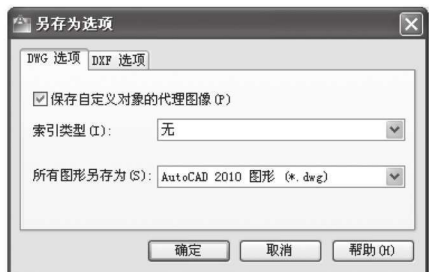 另存为选项
DWG 选项 DXF 选项
保存自定义对象的代理图像(P)
索引类型(I): 无
所有图形另存为(S): AutoCAD 2010 图形 (*.dwg)
确定 取消 帮助(H)